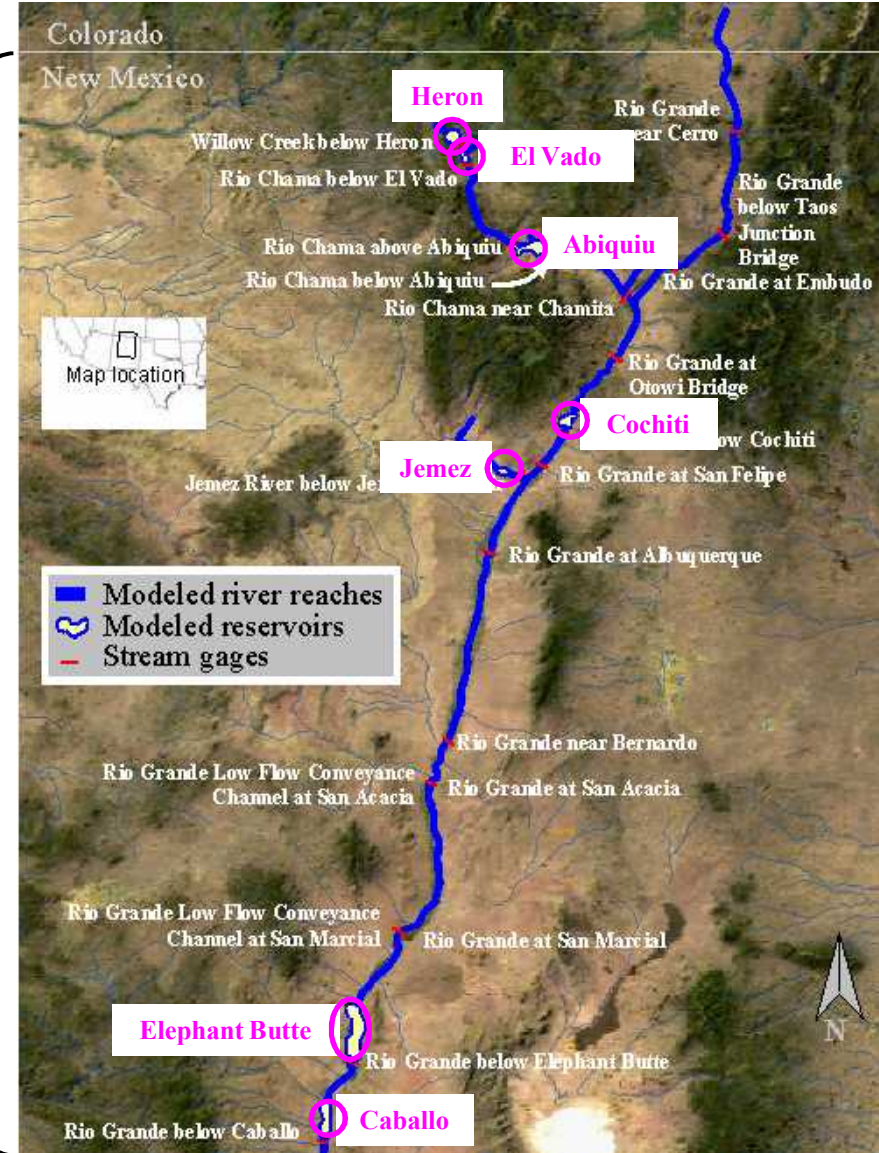 Colorado
New Mexico
Heron
Rio Grande
ear Cerro
Willow Creek below Heron
El Vado
Rio Chama below El Vado
Rio Grande
below Taos
Junction
Bridge
Rio Chama above Abiquiu
Abiquiu
Rio Chama below Abiquiu
Rio Grande at Embudo
Rio Chama near Chamita
Map location
Rio Grande at
Otowi Bridge
Cochiti
ow Cochiti
Jemez
Jemez River below Je
Rio Grande at San Felipe
Rio Grande at Albuquerque
Modeled river reaches
Modeled reservoirs
Stream gages
Rio Grande near Bernardo
Rio Grande Low Flow Conveyance
Channel at San Acacia
Rio Grande at San Acacia
Rio Grande Low Flow Conveyance
Channel at San Marcial
Rio Grande at San Marcial
Elephant Butte
N
Rio Grande below Elephant Butte
Caballo
Rio Grande below Caballo